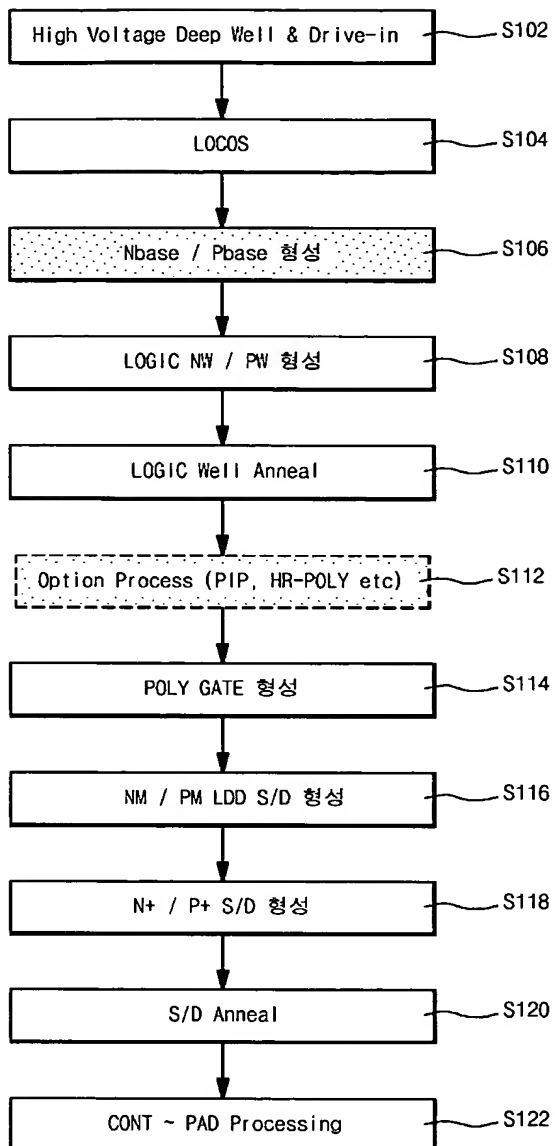 High Voltage Deep Well & Drive-in
S102
LOCOS
S104
Nbase / Pbase 형성
S106
LOGIC NW / PW 형성
S108
LOGIC Well Anneal
S110
Option Process (PIP, HR-POLY etc)
S112
POLY GATE 형성
S114
NM / PM LDD S/D 형성
S116
N+ / P+ S/D 형성
S118
S/D Anneal
S120
CONT ~ PAD Processing
S122